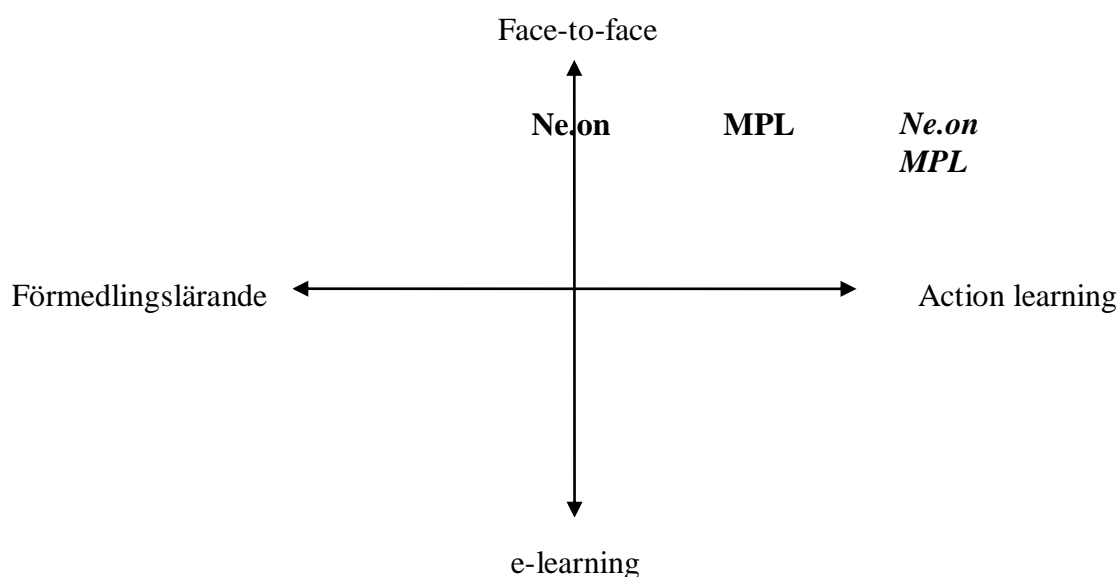 Face-to-face
Ne.on MPL Ne.on
MPL
Förmedlingslärande Action learning
e-learning